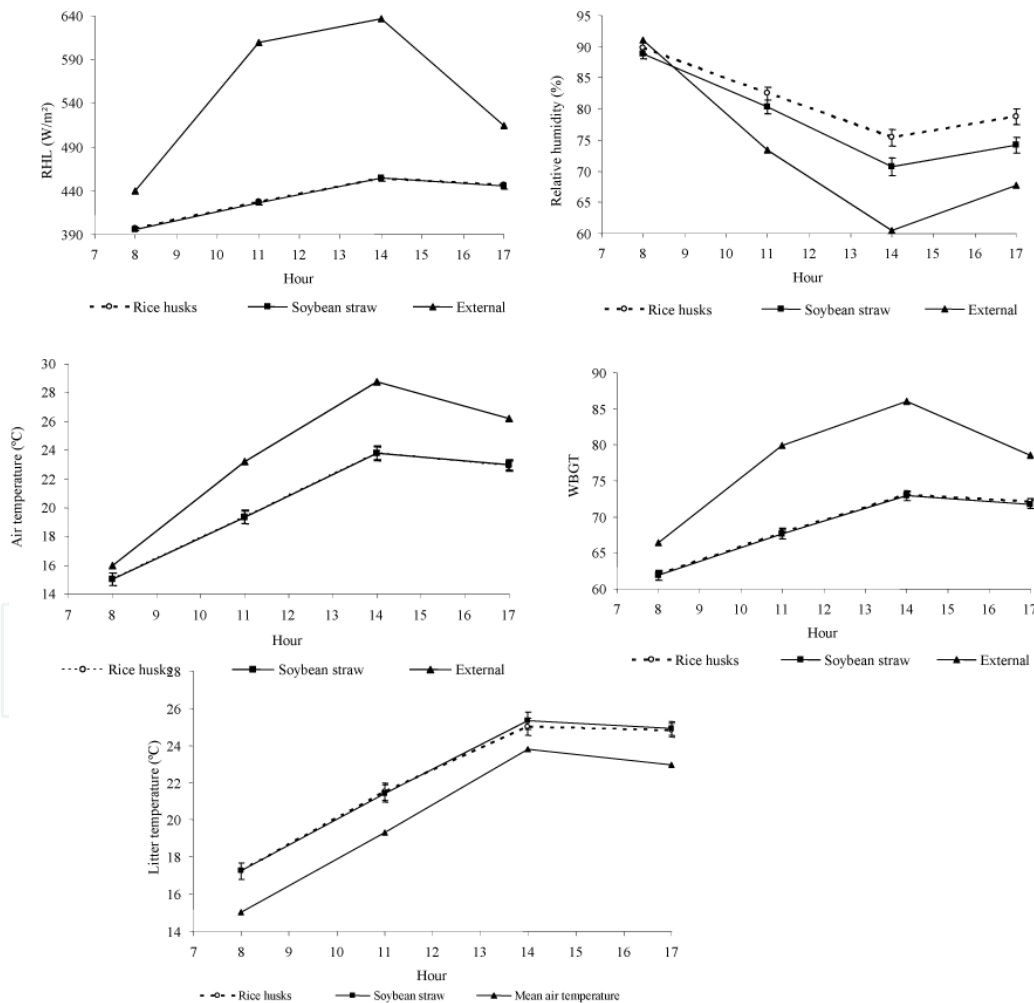 RHL (W/m²)
640
590
540
490
440
390
7 8 9 10 11 12 13 14 15 16 17
Hour
Rice husks Soybean straw External
Relative humidity (%)
95
90
85
80
75
70
65
60
7 8 9 10 11 12 13 14 15 16 17
Hour
Rice husks Soybean straw External
Air temperature (°C)
30
28
26
24
22
20
18
16
14
7 8 9 10 11 12 13 14 15 16 17
Hour
Rice husks Soybean straw External
WBGT
90
85
80
75
70
65
60
7 8 9 10 11 12 13 14 15 16 17
Hour
Rice husks Soybean straw External
Litter temperature (°C)
28
26
24
22
20
18
16
14
7 8 9 10 11 12 13 14 15 16 17
Hour
Rice husks Soybean straw Mean air temperature